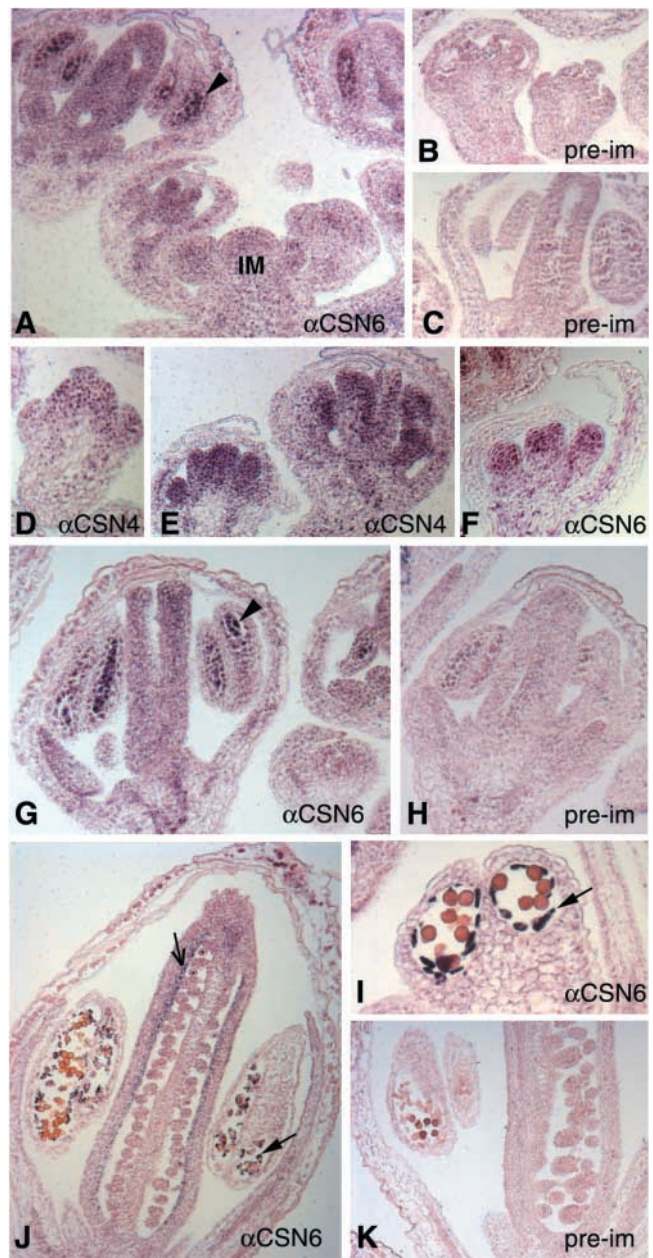 IM
A
αCSN6
B
pre-im
C
pre-im
D
αCSN4
E
αCSN4
F
αCSN6
G
αCSN6
H
pre-im
I
αCSN6
J
αCSN6
K
pre-im